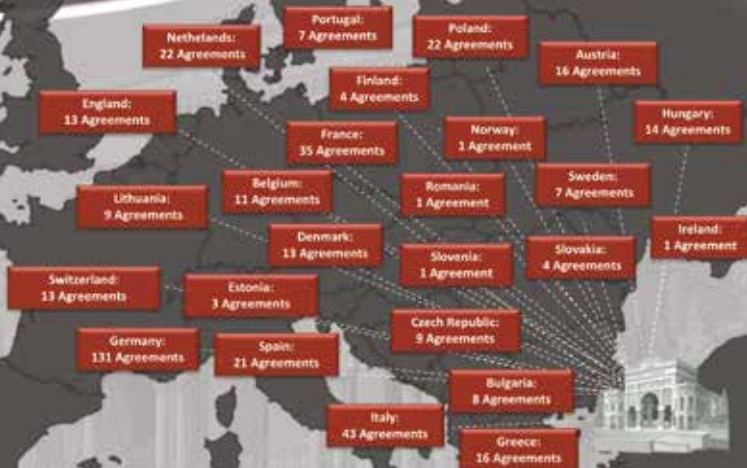 Portugal:
7 Agreements
Nethelands:
22 Agreements
Poland:
22 Agreements
Austria:
16 Agreements
Finland:
4 Agreements
England:
13 Agreements
Hungary:
14 Agreements
France:
35 Agreements
Norway:
1 Agreement
Belgium:
11 Agreements
Romania:
1 Agreement
Sweden:
7 Agreements
Lithuania:
9 Agreements
Denmark:
13 Agreements
Slovenia:
1 Agreement
Slovakia:
4 Agreements
Ireland:
1 Agreement
Switzerland:
13 Agreements
Estonia:
3 Agreements
Czech Republic:
9 Agreements
Germany:
131 Agreements
Spain:
21 Agreements
Bulgaria:
8 Agreements
Italy:
43 Agreements
Greece:
16 Agreements